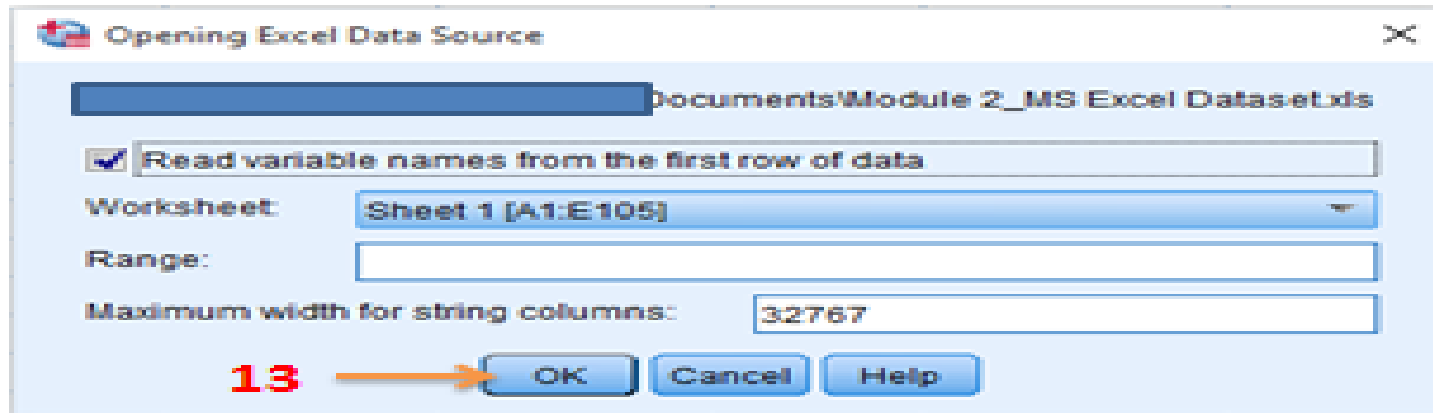 Opening Excel Data Source
Documents\Module 2_MS Excel Dataset.xls
Read variable names from the first row of data
Worksheet: Sheet 1 [A1:E105]
Range:
Maximum width for string columns: 32767
13 OK Cancel Help